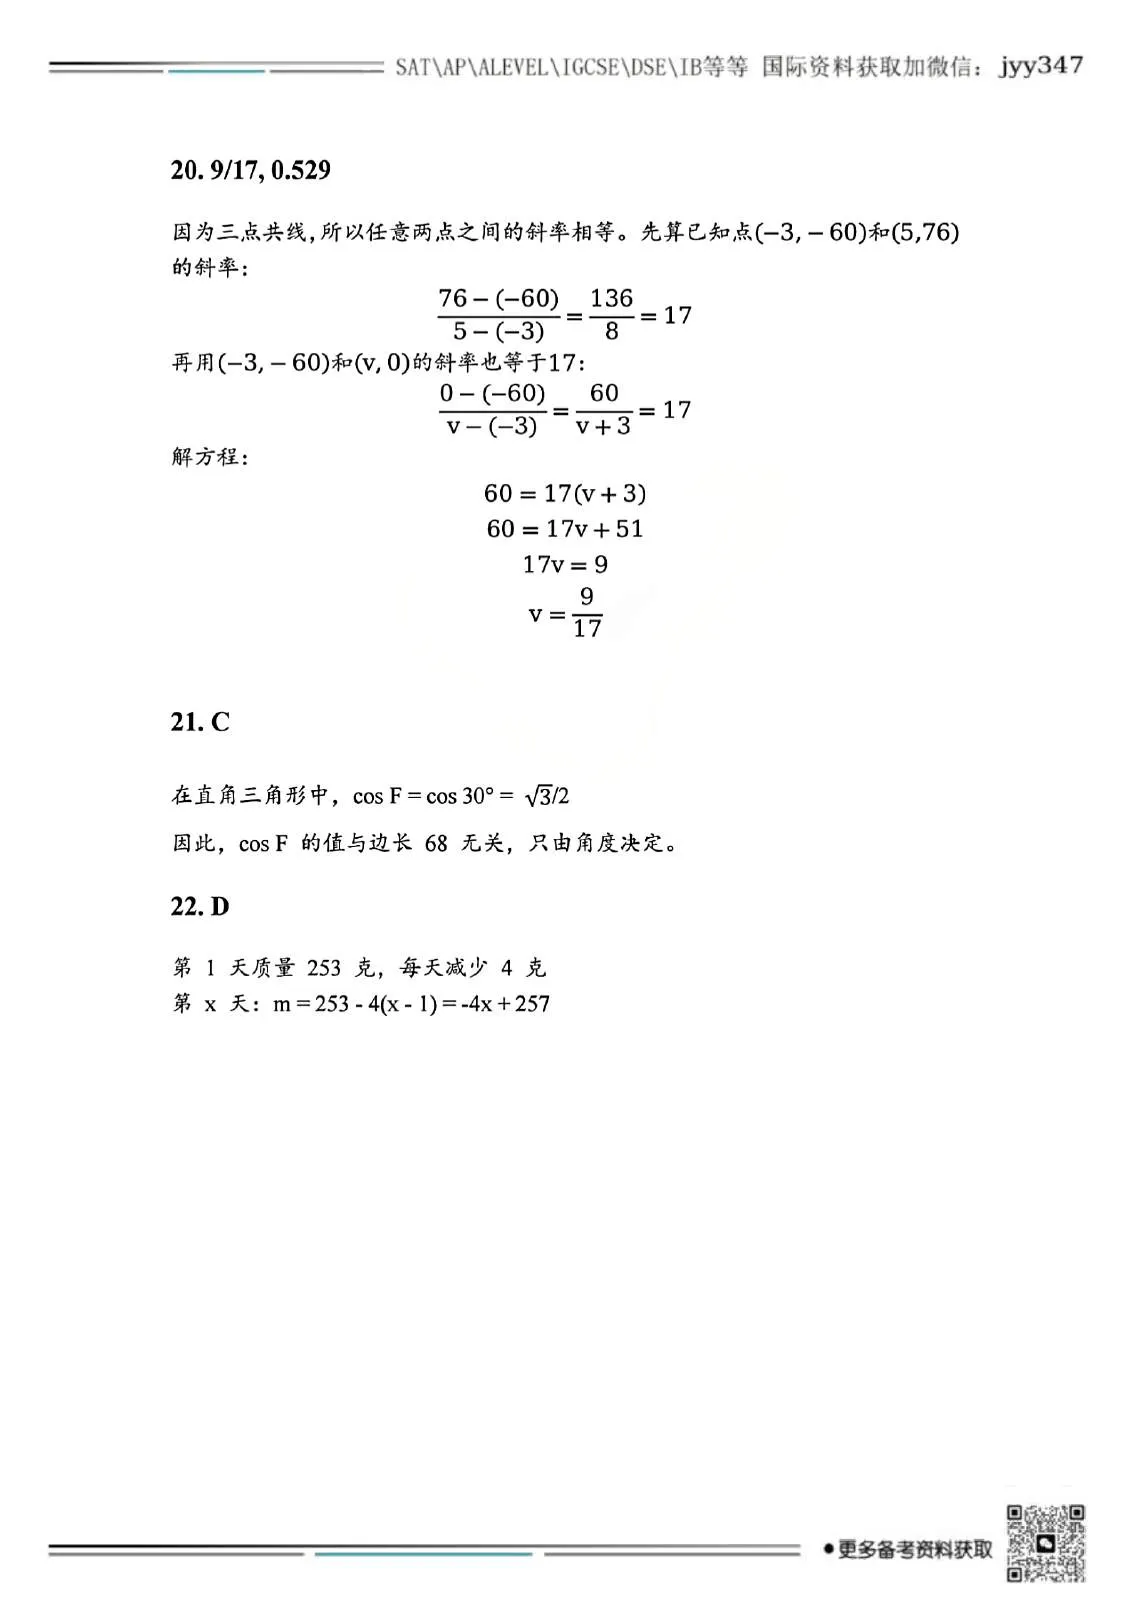 SAT\AP\ALEVEL\IGCSE\DSE\IB等等 国际资料获取加微信: jyy347
20. 9/17, 0.529
因为三点共线,所以任意两点之间的斜率相等。先算已知点(−3, − 60)和(5,76)
的斜率:
76 − (−60) / 5 − (−3) = 136 / 8 = 17
再用(−3, − 60)和(v, 0)的斜率也等于17:
0 − (−60) / v − (−3) = 60 / v + 3 = 17
解方程:
60 = 17(v + 3)
60 = 17v + 51
17v = 9
v = 9 / 17
21. C
在直角三角形中，cos F = cos 30° = √3/2
因此，cos F 的值与边长 68 无关，只由角度决定。
22. D
第 1 天质量 253 克，每天减少 4 克
第 x 天：m = 253 - 4(x - 1) = -4x + 257
●更多备考资料获取